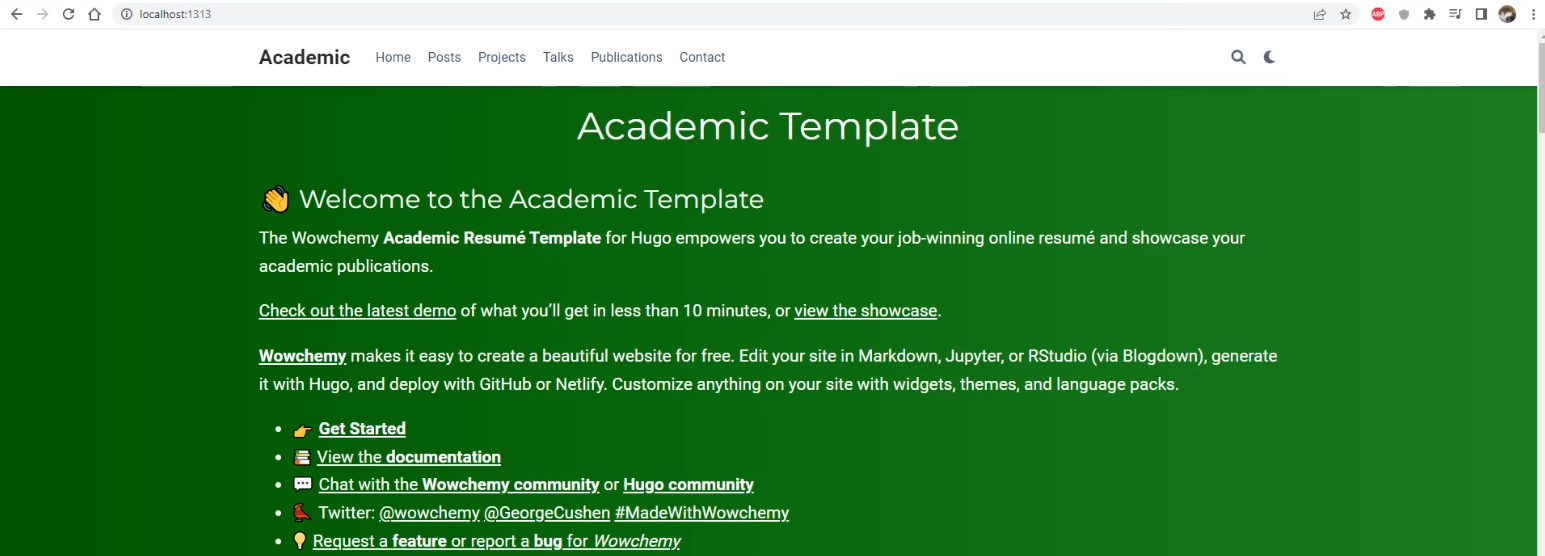 localhost:1313
ABP
Academic Home Posts Projects Talks Publications Contact
Academic Template
👋 Welcome to the Academic Template
The Wowchemy Academic Resumé Template for Hugo empowers you to create your job-winning online resumé and showcase your
academic publications.
Check out the latest demo of what you’ll get in less than 10 minutes, or view the showcase.
Wowchemy makes it easy to create a beautiful website for free. Edit your site in Markdown, Jupyter, or RStudio (via Blogdown), generate
it with Hugo, and deploy with GitHub or Netlify. Customize anything on your site with widgets, themes, and language packs.
• 👉 Get Started
• 📚 View the documentation
• 💬 Chat with the Wowchemy community or Hugo community
• 🐦 Twitter: @wowchemy @GeorgeCushen #MadeWithWowchemy
• 💡 Request a feature or report a bug for Wowchemy